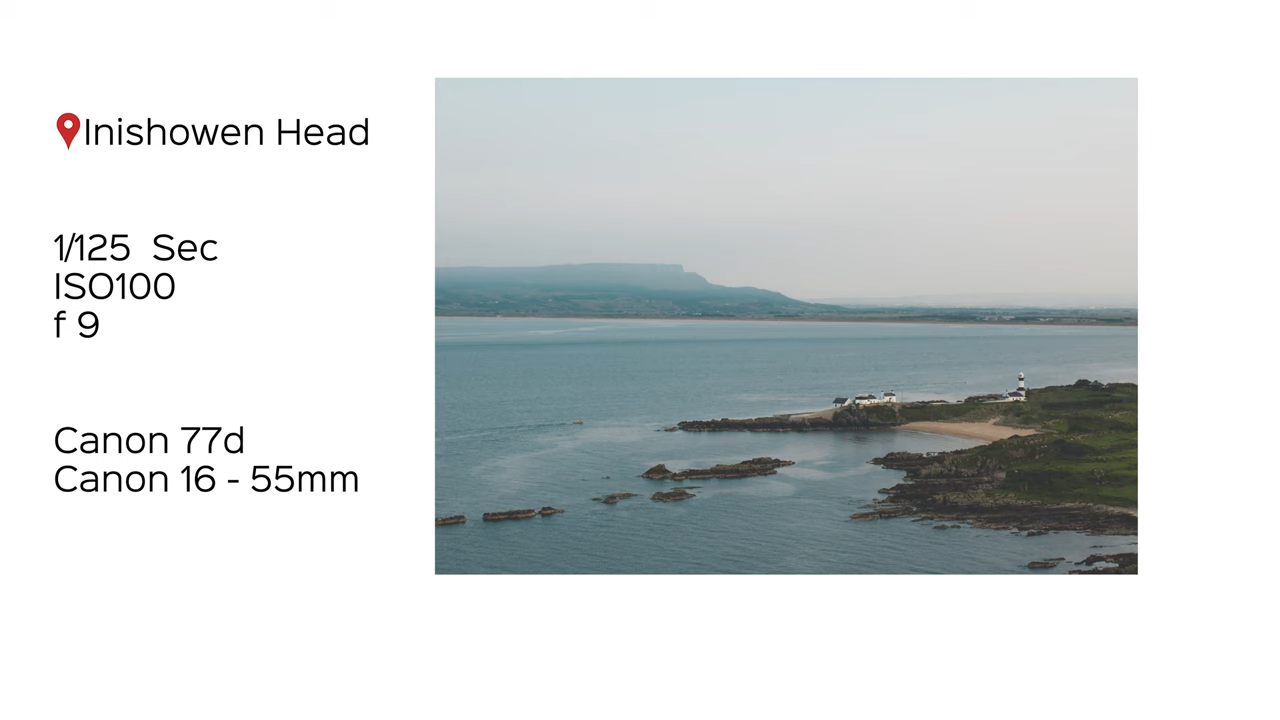 Inishowen Head
1/125 Sec
ISO100
f 9
Canon 77d
Canon 16 - 55mm